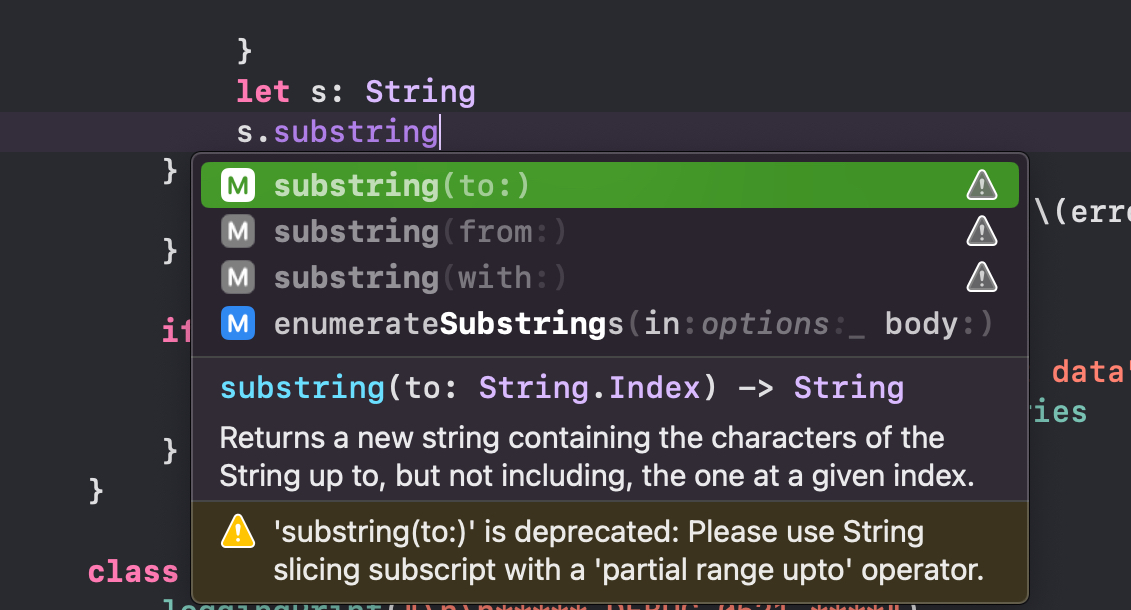 }
let s: String
s.substring
}
M substring(to:)
\(erro
M substring(from:)
}
M substring(with:)
if
M enumerateSubstrings(in:options:_ body:)
substring(to: String.Index) -> String
data"
ries
Returns a new string containing the characters of the
}
String up to, but not including, the one at a given index.
}
'substring(to:)' is deprecated: Please use String
class
slicing subscript with a 'partial range upto' operator.